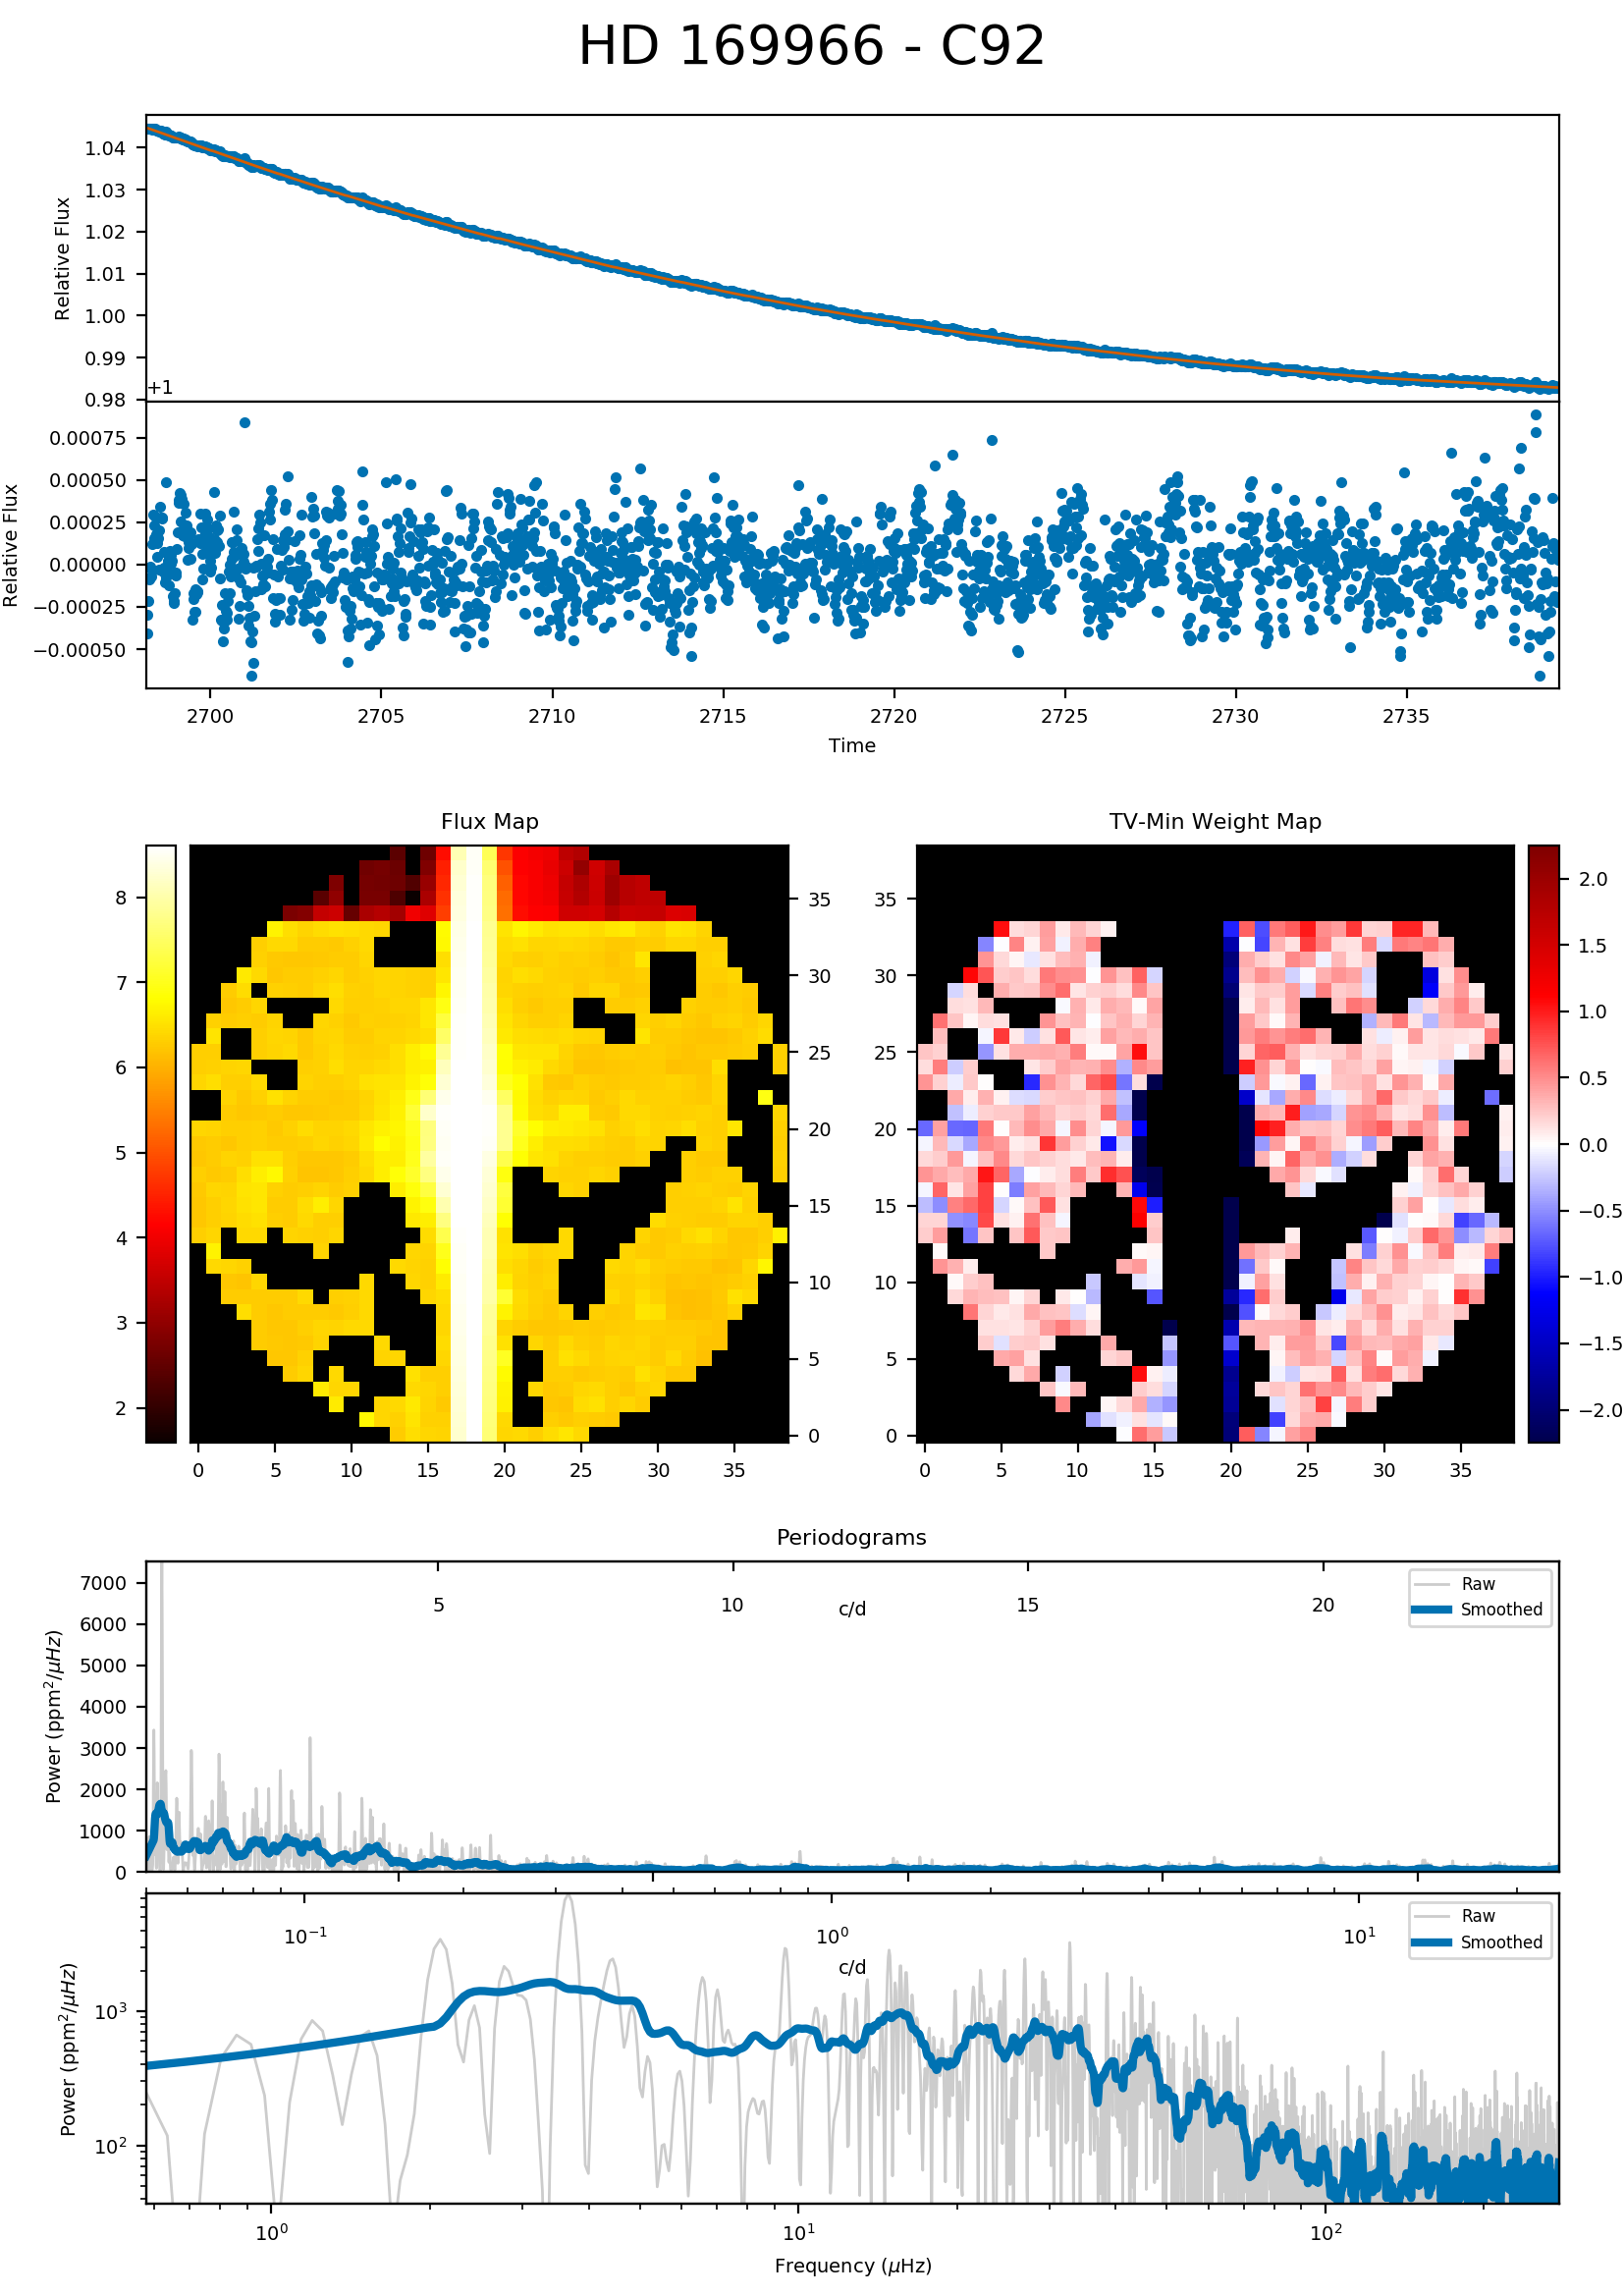 HD 169966 - C92
1.04
1.03
1.02
1.01
1.00
0.99
0.98
Relative Flux
+1
0.00075
0.00050
0.00025
0.00000
−0.00025
−0.00050
Relative Flux
2700 2705 2710 2715 2720 2725 2730 2735
Time
Flux Map
8
7
6
5
4
3
2
35
30
25
20
15
10
5
0
0 5 10 15 20 25 30 35
TV-Min Weight Map
35
30
25
20
15
10
5
0
0 5 10 15 20 25 30 35
2.0
1.5
1.0
0.5
0.0
−0.5
−1.0
−1.5
−2.0
Periodograms
7000
6000
5000
4000
3000
2000
1000
0
Power (ppm²/μHz)
5 10 15 20
c/d
Raw
Smoothed
10⁻¹ 10⁰ 10¹
c/d
Raw
Smoothed
10³
10²
Power (ppm²/μHz)
10⁰ 10¹ 10²
Frequency (μHz)